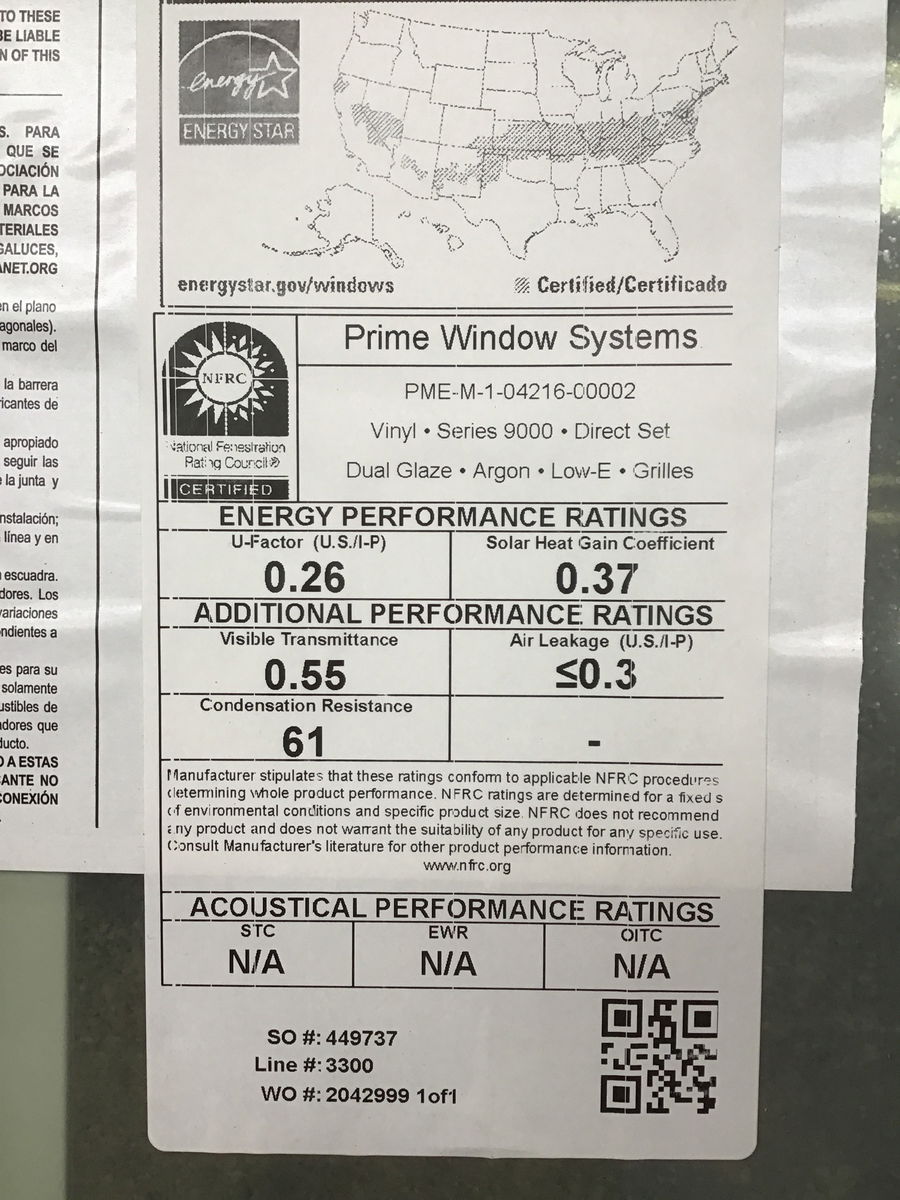 TO THESE
BE LIABLE
N OF THIS
S. PARA
QUE SE
OCIACIÓN
PARA LA
MARCOS
TERIALES
GALUCES,
ANET.ORG
en el plano
agonales).
marco del
la barrera
ricantes de
apropiado
seguir las
la junta y
nstalación;
línea y en
escuadra.
dores. Los
variaciones
ndientes a
es para su
solamente
ustibles de
adores que
ducto.
O A ESTAS
CANTE NO
CONEXIÓN
energy
ENERGY STAR
energystar.gov/windows
Certified/Certificado
NFRC
National Fenestration
Rating Council®
CERTIFIED
Prime Window Systems
PME-M-1-04216-00002
Vinyl • Series 9000 • Direct Set
Dual Glaze • Argon • Low-E • Grilles
ENERGY PERFORMANCE RATINGS
U-Factor (U.S./I-P)
0.26
Solar Heat Gain Coefficient
0.37
ADDITIONAL PERFORMANCE RATINGS
Visible Transmittance
0.55
Air Leakage (U.S./I-P)
≤0.3
Condensation Resistance
61
-
Manufacturer stipulates that these ratings conform to applicable NFRC procedures
determining whole product performance. NFRC ratings are determined for a fixed s
of environmental conditions and specific product size. NFRC does not recommend
any product and does not warrant the suitability of any product for any specific use.
Consult Manufacturer's literature for other product performance information.
www.nfrc.org
ACOUSTICAL PERFORMANCE RATINGS
STC
N/A
EWR
N/A
OITC
N/A
SO #: 449737
Line #: 3300
WO #: 2042999 1of1